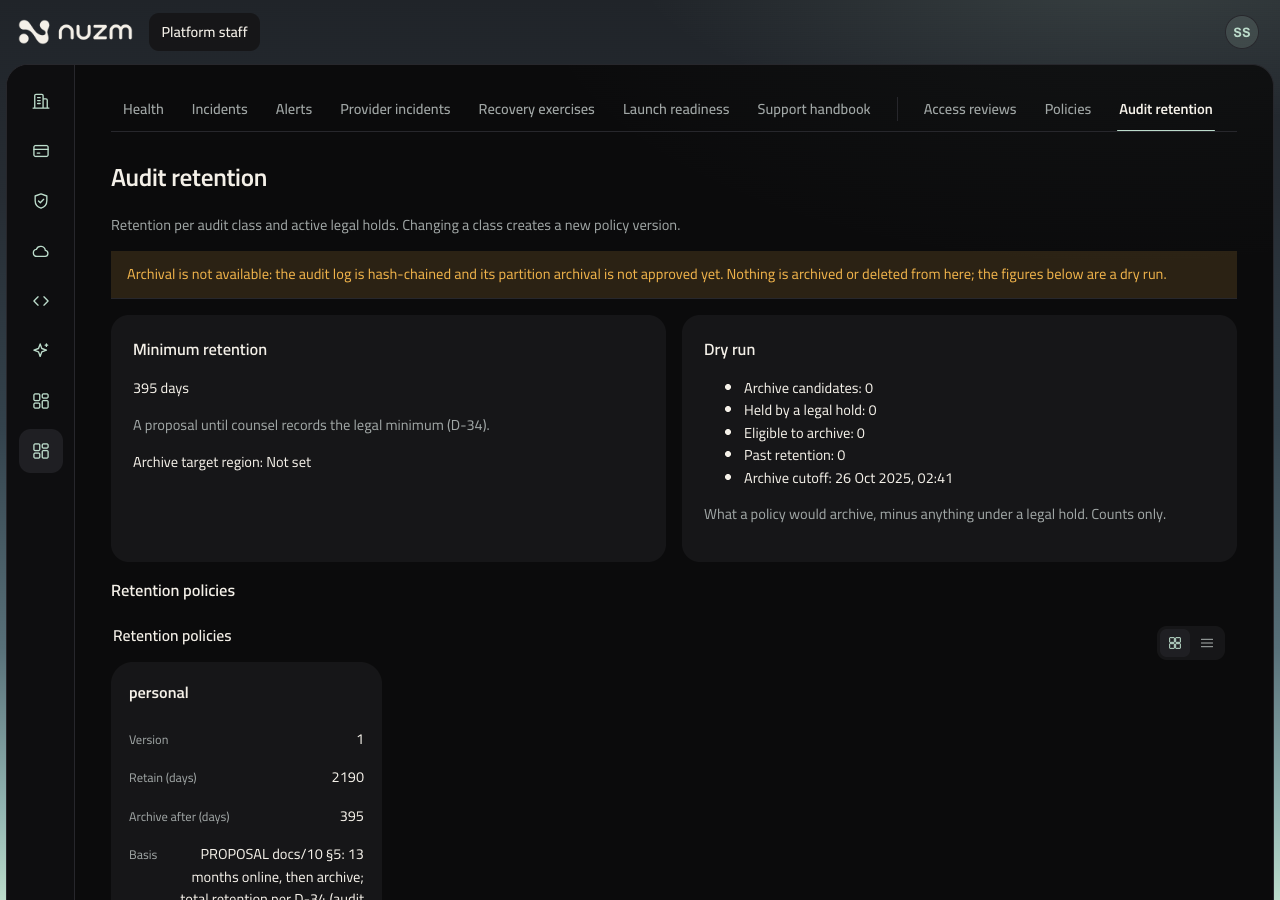 nuzm
Platform staff
SS
Health
Incidents
Alerts
Provider incidents
Recovery exercises
Launch readiness
Support handbook
Access reviews
Policies
Audit retention
Audit retention
Retention per audit class and active legal holds. Changing a class creates a new policy version.
Archival is not available: the audit log is hash-chained and its partition archival is not approved yet. Nothing is archived or deleted from here; the figures below are a dry run.
Minimum retention
395 days
A proposal until counsel records the legal minimum (D-34).
Archive target region: Not set
Dry run
Archive candidates: 0
Held by a legal hold: 0
Eligible to archive: 0
Past retention: 0
Archive cutoff: 26 Oct 2025, 02:41
What a policy would archive, minus anything under a legal hold. Counts only.
Retention policies
Retention policies
personal
Version 1
Retain (days) 2190
Archive after (days) 395
Basis PROPOSAL docs/10 §5: 13
months online, then archive;
total retention per D-34 (audit